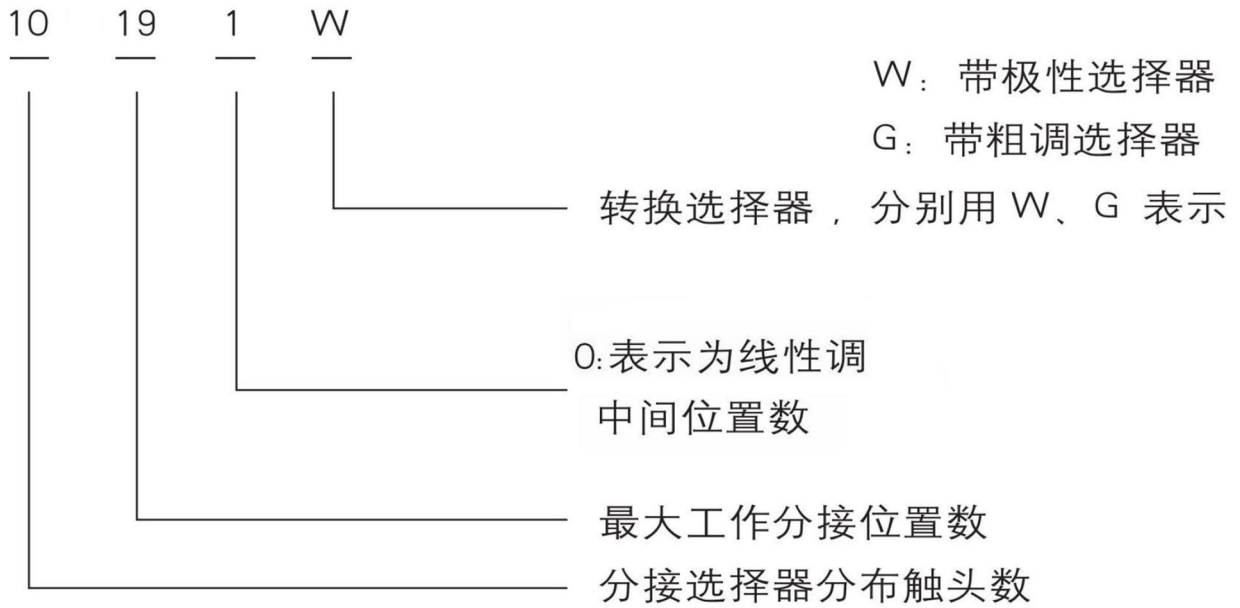 10 19 1 W
W：带极性选择器
G：带粗调选择器
转换选择器，分别用W、G 表示
0:表示为线性调
中间位置数
最大工作分接位置数
分接选择器分布触头数